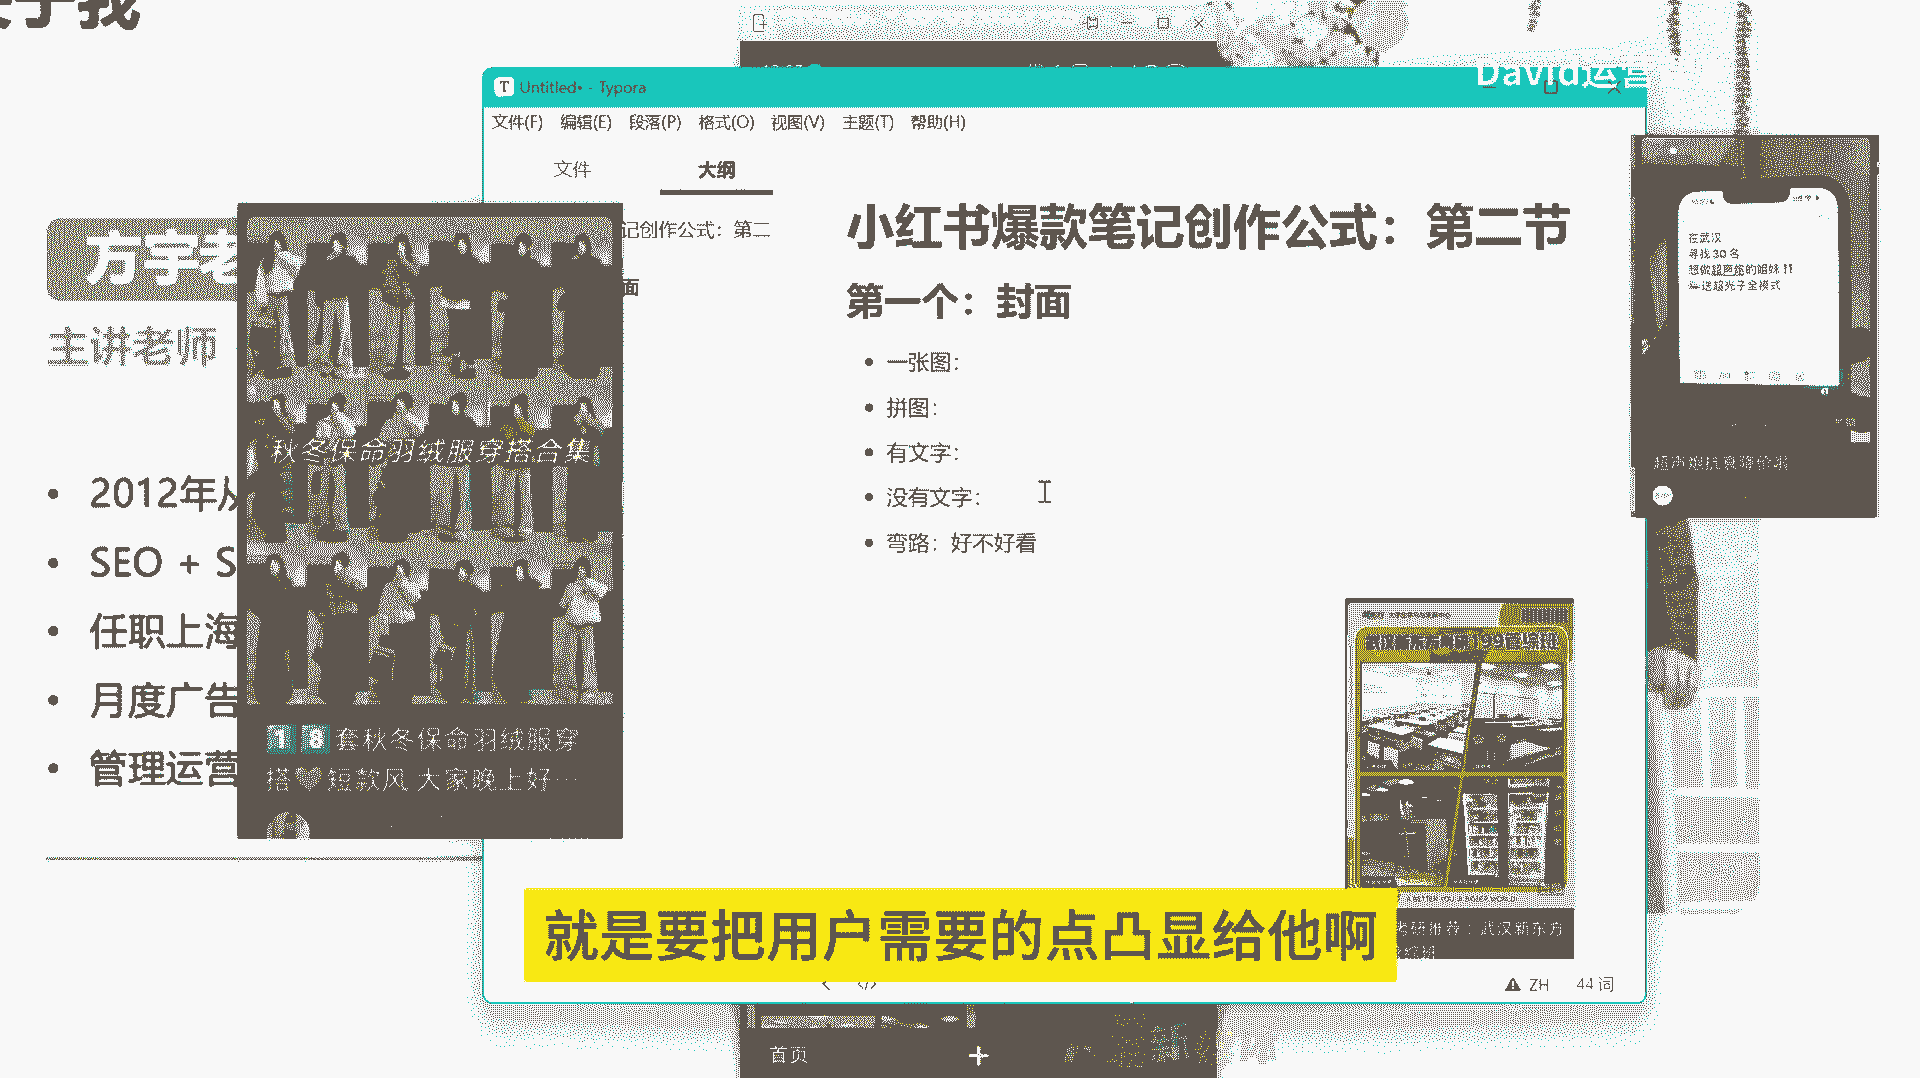 David运营
T Untitled• - Typora
文件(F) 编辑(E) 段落(P) 格式(O) 视图(V) 主题(T) 帮助(H)
文件 大纲
记创作公式：第二
面
小红书爆款笔记创作公式：第二节
第一个：封面
一张图：
拼图：
有文字：
没有文字：
弯路：好不好看
方宇老
主讲老师
2012年从
SEO + S
任职上海
月度广告
管理运营
秋冬保命羽绒服穿搭合集
18套秋冬保命羽绒服穿
搭🤎短款风 大家晚上好…
在武汉
寻找 30 名
想做超声炮的姐妹 !!
送超光子全模式
考研推荐：武汉新东方
就是要把用户需要的点凸显给他啊
ZH 44 词
首页